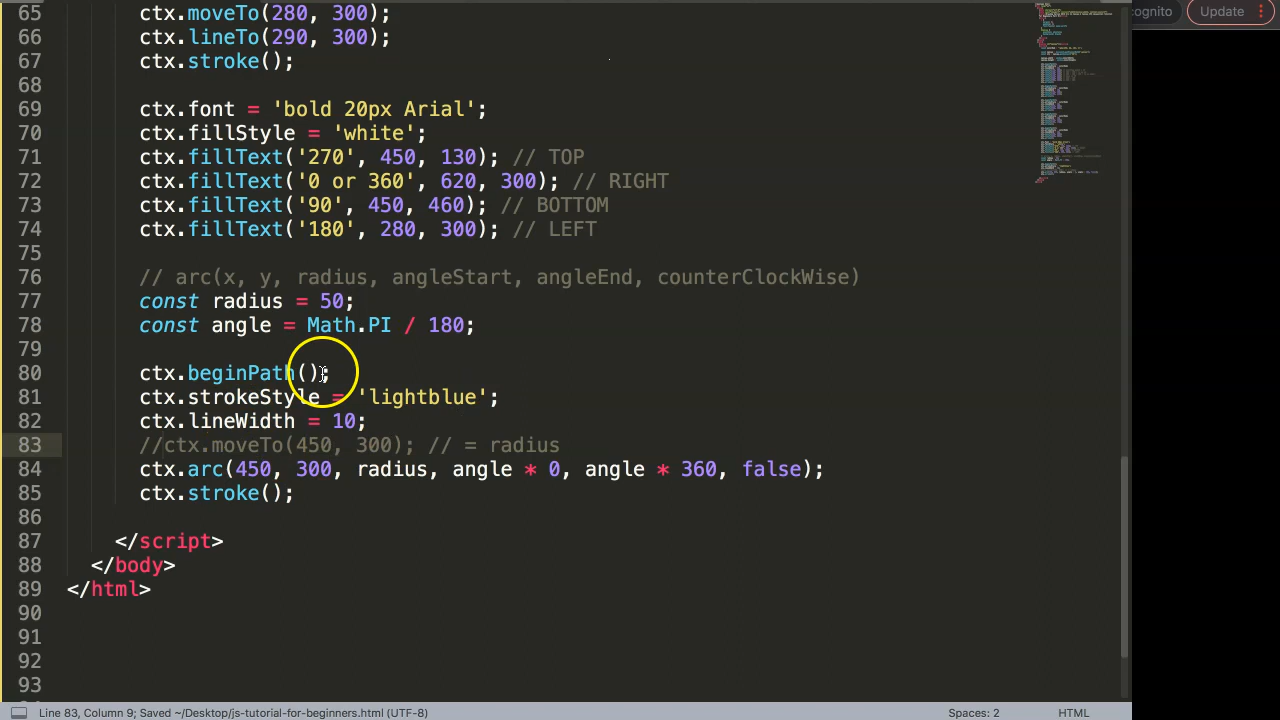 cognito Update
65 ctx.moveTo(280, 300);
66 ctx.lineTo(290, 300);
67 ctx.stroke();
68
69 ctx.font = 'bold 20px Arial';
70 ctx.fillStyle = 'white';
71 ctx.fillText('270', 450, 130); // TOP
72 ctx.fillText('0 or 360', 620, 300); // RIGHT
73 ctx.fillText('90', 450, 460); // BOTTOM
74 ctx.fillText('180', 280, 300); // LEFT
75
76 // arc(x, y, radius, angleStart, angleEnd, counterClockWise)
77 const radius = 50;
78 const angle = Math.PI / 180;
79
80 ctx.beginPath();
81 ctx.strokeStyle = 'lightblue';
82 ctx.lineWidth = 10;
83 //ctx.moveTo(450, 300); // = radius
84 ctx.arc(450, 300, radius, angle * 0, angle * 360, false);
85 ctx.stroke();
86
87 </script>
88 </body>
89 </html>
90
91
92
93
Line 83, Column 9; Saved ~/Desktop/js-tutorial-for-beginners.html (UTF-8) Spaces: 2 HTML